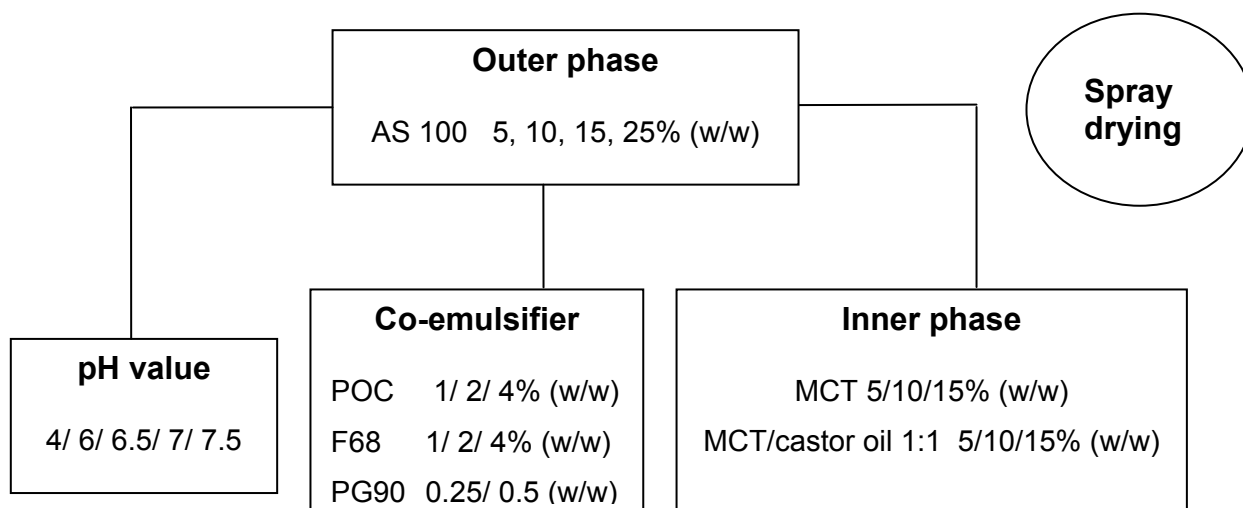 Outer phase
AS 100 5, 10, 15, 25% (w/w)
Spray
drying
pH value
4/ 6/ 6.5/ 7/ 7.5
Co-emulsifier
POC 1/ 2/ 4% (w/w)
F68 1/ 2/ 4% (w/w)
PG90 0.25/ 0.5 (w/w)
Inner phase
MCT 5/10/15% (w/w)
MCT/castor oil 1:1 5/10/15% (w/w)